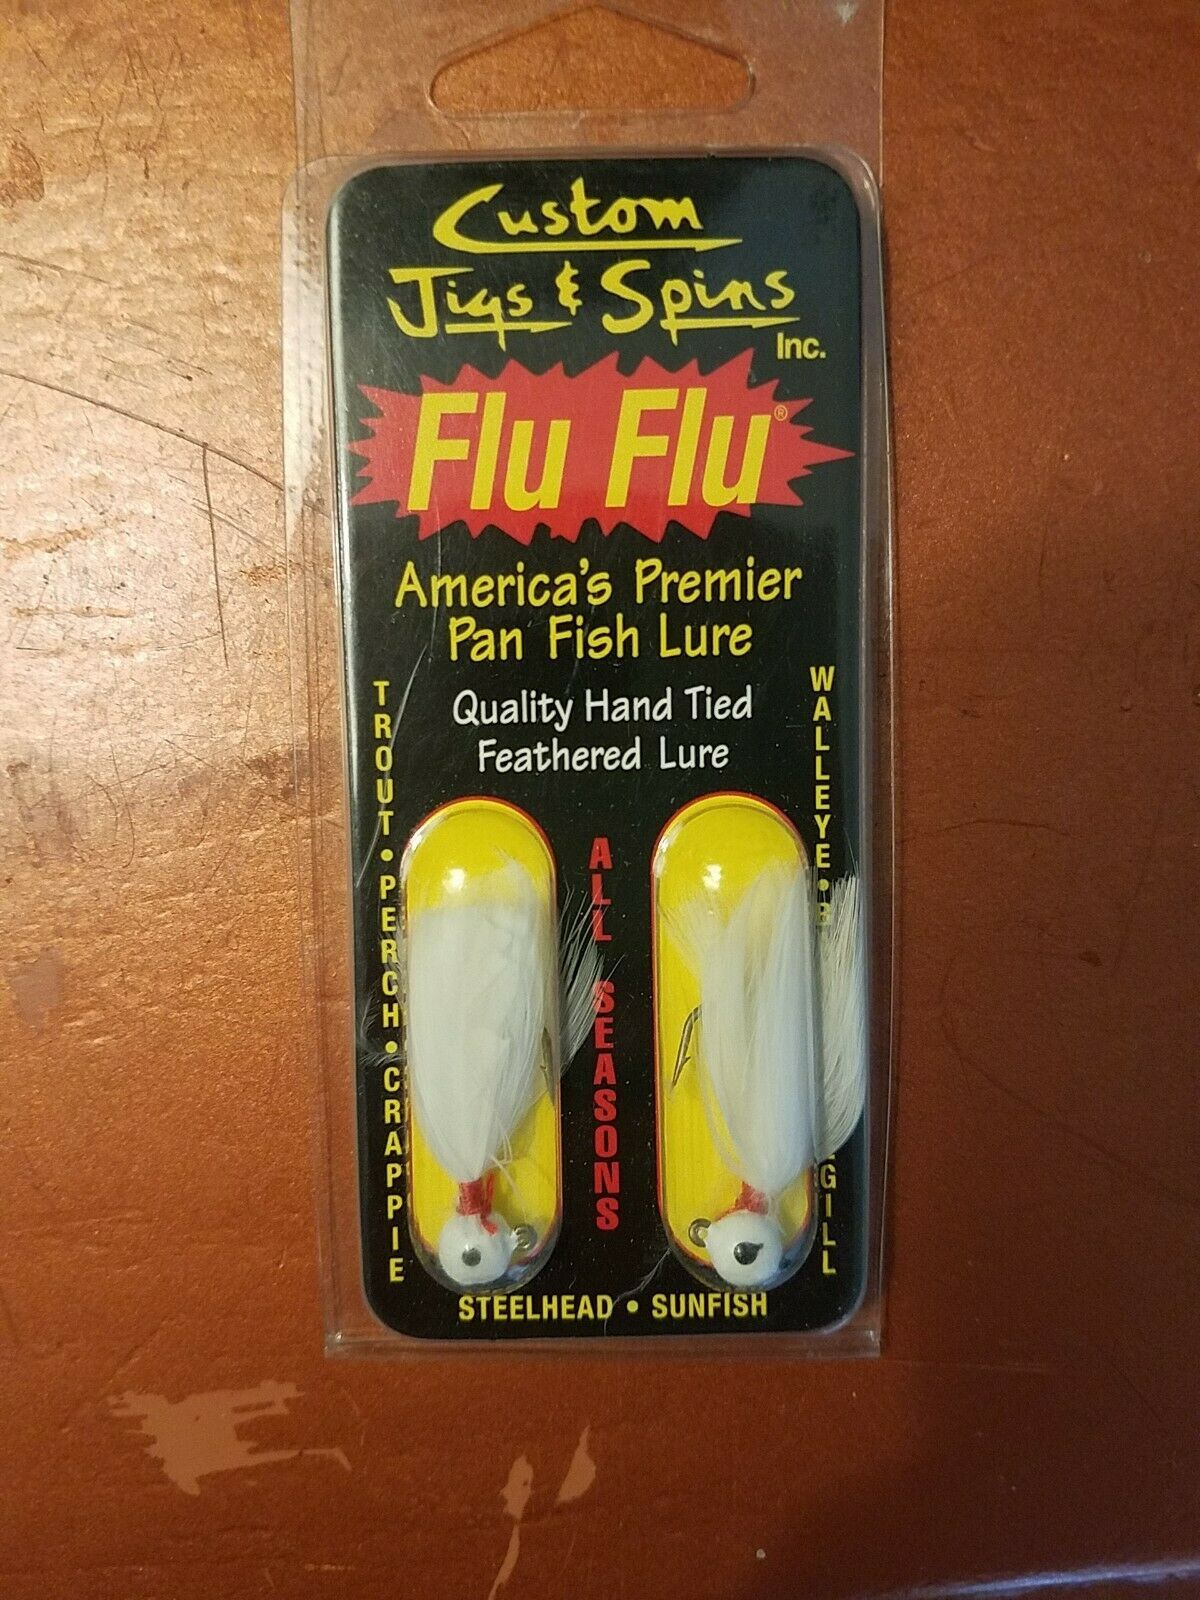 Custom
Jigs & Spins
Inc.
Flu Flu®
America's Premier
Pan Fish Lure
Quality Hand Tied
Feathered Lure
TROUT • PERCH • CRAPPIE
ALL SEASONS
WALLEYE •
STEELHEAD • SUNFISH